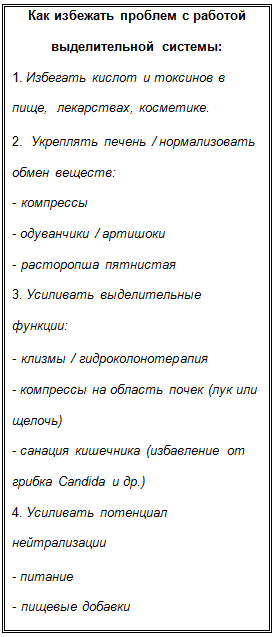 Как избежать проблем с работой
выделительной системы:
1. Избегать кислот и токсинов в
пище, лекарствах, косметике.
2. Укреплять печень / нормализовать
обмен веществ:
- компрессы
- одуванчики / артишоки
- расторопша пятнистая
3. Усиливать выделительные
функции:
- клизмы / гидроколонотерапия
- компрессы на область почек (лук или
щелочь)
- санация кишечника (избавление от
грибка Candida и др.)
4. Усиливать потенциал
нейтрализации
- питание
- пищевые добавки